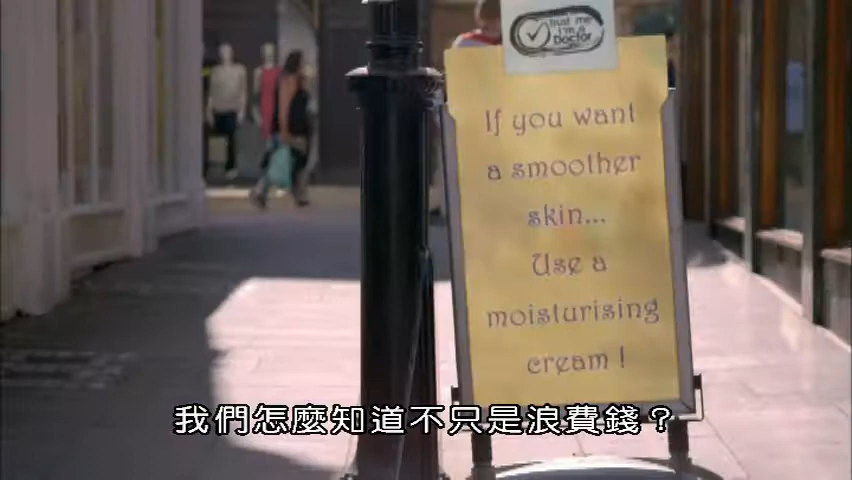 Trust me
I'm a
Doctor
If you want
a smoother
skin...
Use a
moisturising
cream !
我們怎麼知道不只是浪費錢？